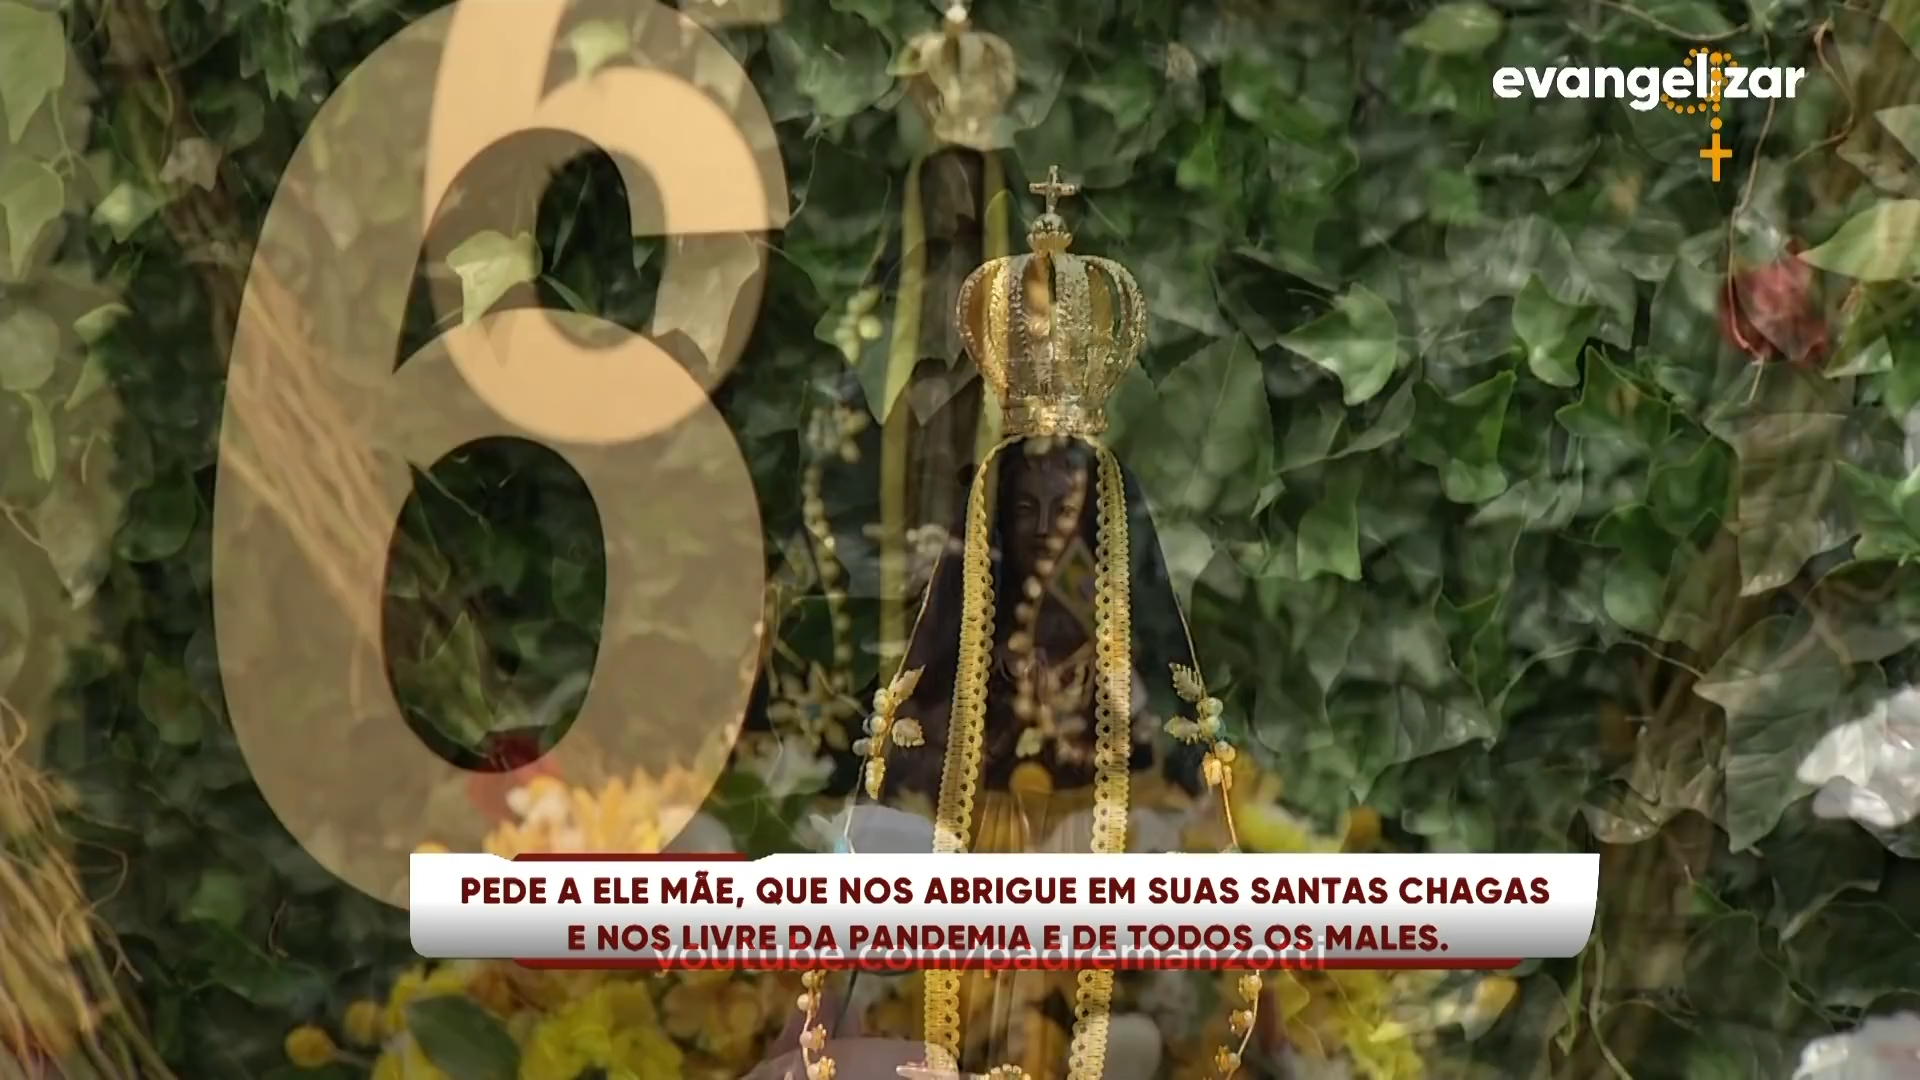 6
evangelizar
PEDE A ELE MÃE, QUE NOS ABRIGUE EM SUAS SANTAS CHAGAS
E NOS LIVRE DA PANDEMIA E DE TODOS OS MALES.
youtube.com/padremanzotti